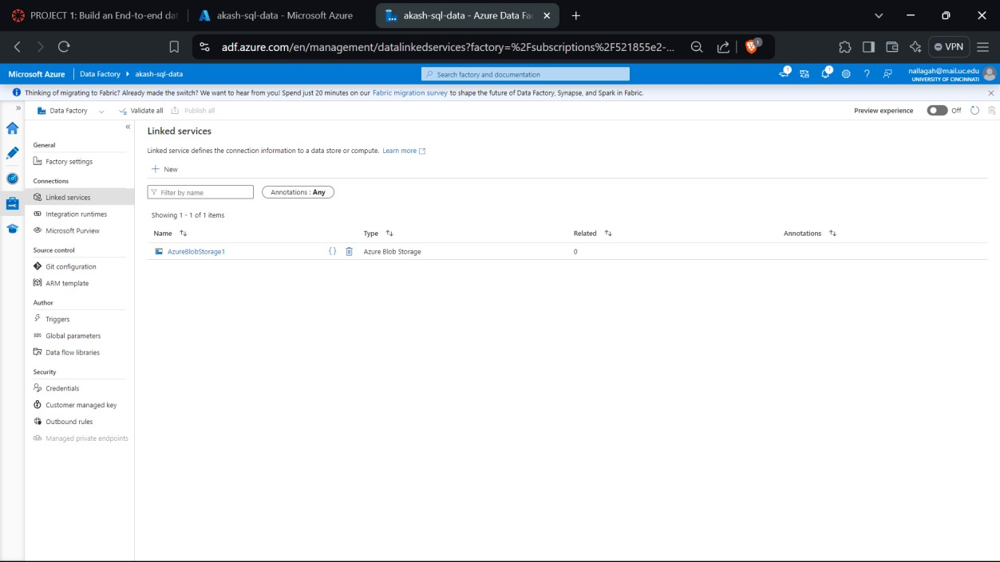 PROJECT 1: Build an End-to-end dat
akash-sql-data - Microsoft Azure
akash-sql-data - Azure Data Fac
adf.azure.com/en/management/datalinkedservices?factory=%2Fsubscriptions%2F521855e2-...
1
VPN
Microsoft Azure
Data Factory
akash-sql-data
Search factory and documentation
1
1
nallagah@mail.uc.edu
UNIVERSITY OF CINCINNATI
Thinking of migrating to Fabric? Already made the switch? We want to hear from you! Spend just 20 minutes on our Fabric migration survey to shape the future of Data Factory, Synapse, and Spark in Fabric.
Data Factory
Validate all
Publish all
Preview experience
Off
General
Factory settings
Connections
Linked services
Integration runtimes
Microsoft Purview
Source control
Git configuration
ARM template
Author
Triggers
Global parameters
Data flow libraries
Security
Credentials
Customer managed key
Outbound rules
Managed private endpoints
Linked services
Linked service defines the connection information to a data store or compute. Learn more
New
Filter by name
Annotations : Any
Showing 1 - 1 of 1 items
Name Type Related Annotations
AzureBlobStorage1 {} Azure Blob Storage 0